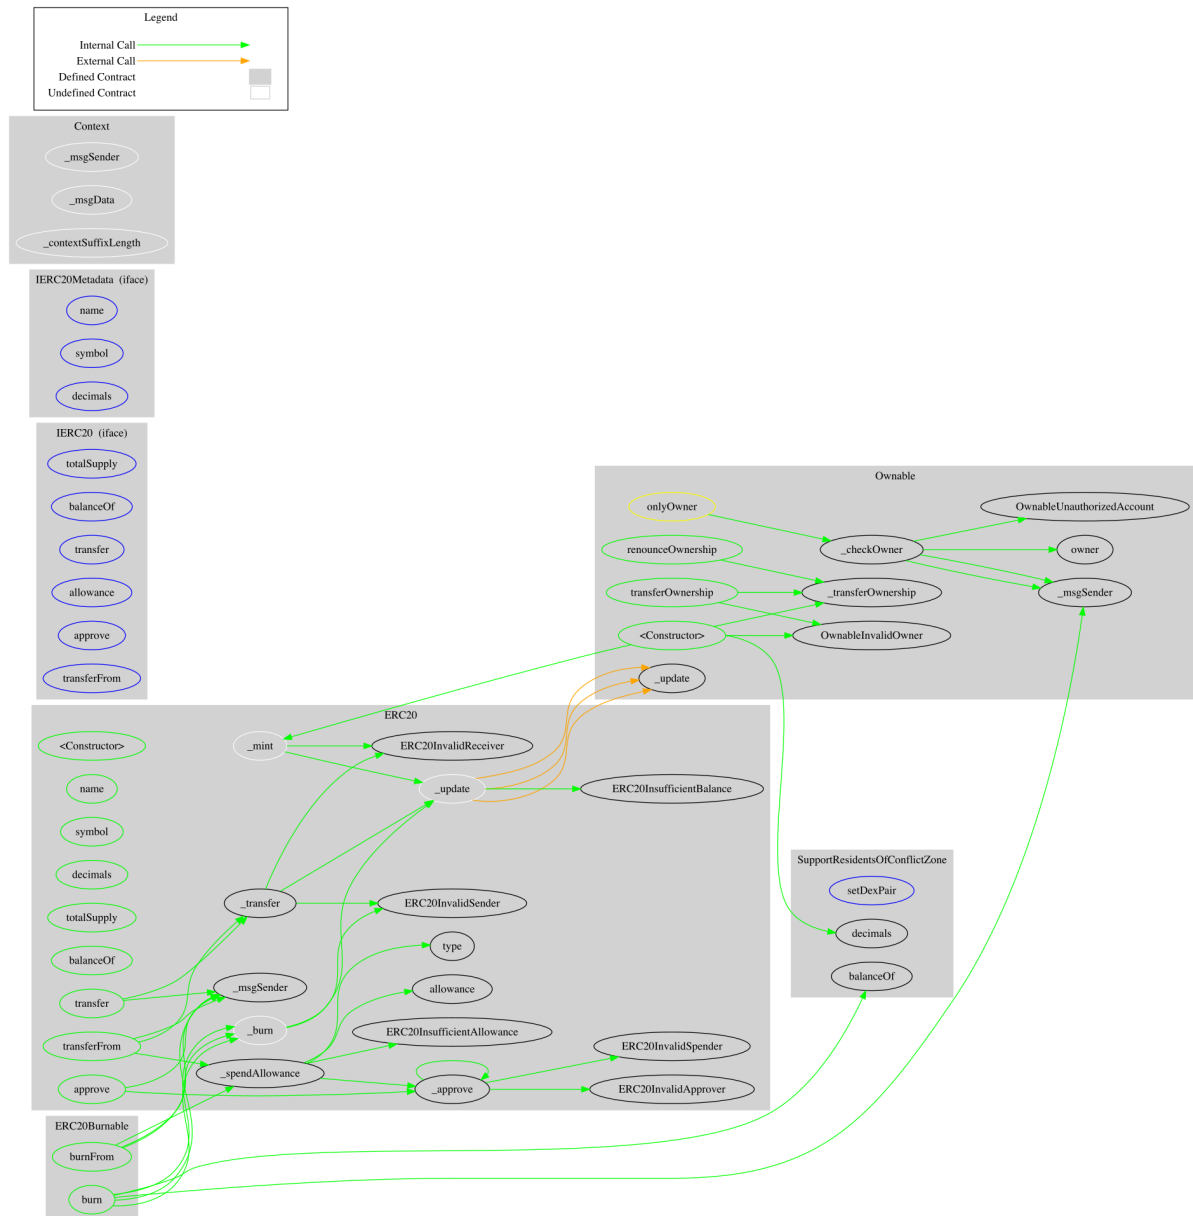 Legend
Internal Call
External Call
Defined Contract
Undefined Contract
Context
_msgSender
_msgData
_contextSuffixLength
IERC20Metadata (iface)
name
symbol
decimals
IERC20 (iface)
totalSupply
balanceOf
transfer
allowance
approve
transferFrom
Ownable
onlyOwner
OwnableUnauthorizedAccount
renounceOwnership
_checkOwner
owner
transferOwnership
_transferOwnership
_msgSender
<Constructor>
OwnableInvalidOwner
_update
ERC20
<Constructor>
_mint
ERC20InvalidReceiver
name
_update
ERC20InsufficientBalance
symbol
decimals
_transfer
ERC20InvalidSender
totalSupply
type
balanceOf
_msgSender
allowance
transfer
_burn
ERC20InsufficientAllowance
transferFrom
_spendAllowance
ERC20InvalidSpender
approve
_approve
ERC20InvalidApprover
SupportResidentsOfConflictZone
setDexPair
decimals
balanceOf
ERC20Burnable
burnFrom
burn